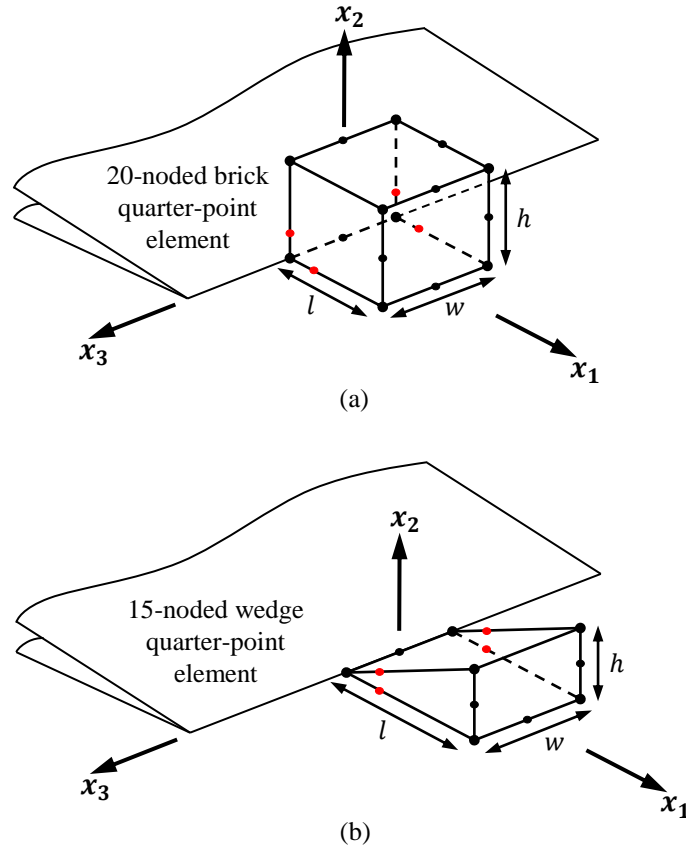 x₂
20-noded brick
quarter-point
element
h
l
w
x₃
x₁
(a)
x₂
15-noded wedge
quarter-point
element
h
l
w
x₃
x₁
(b)